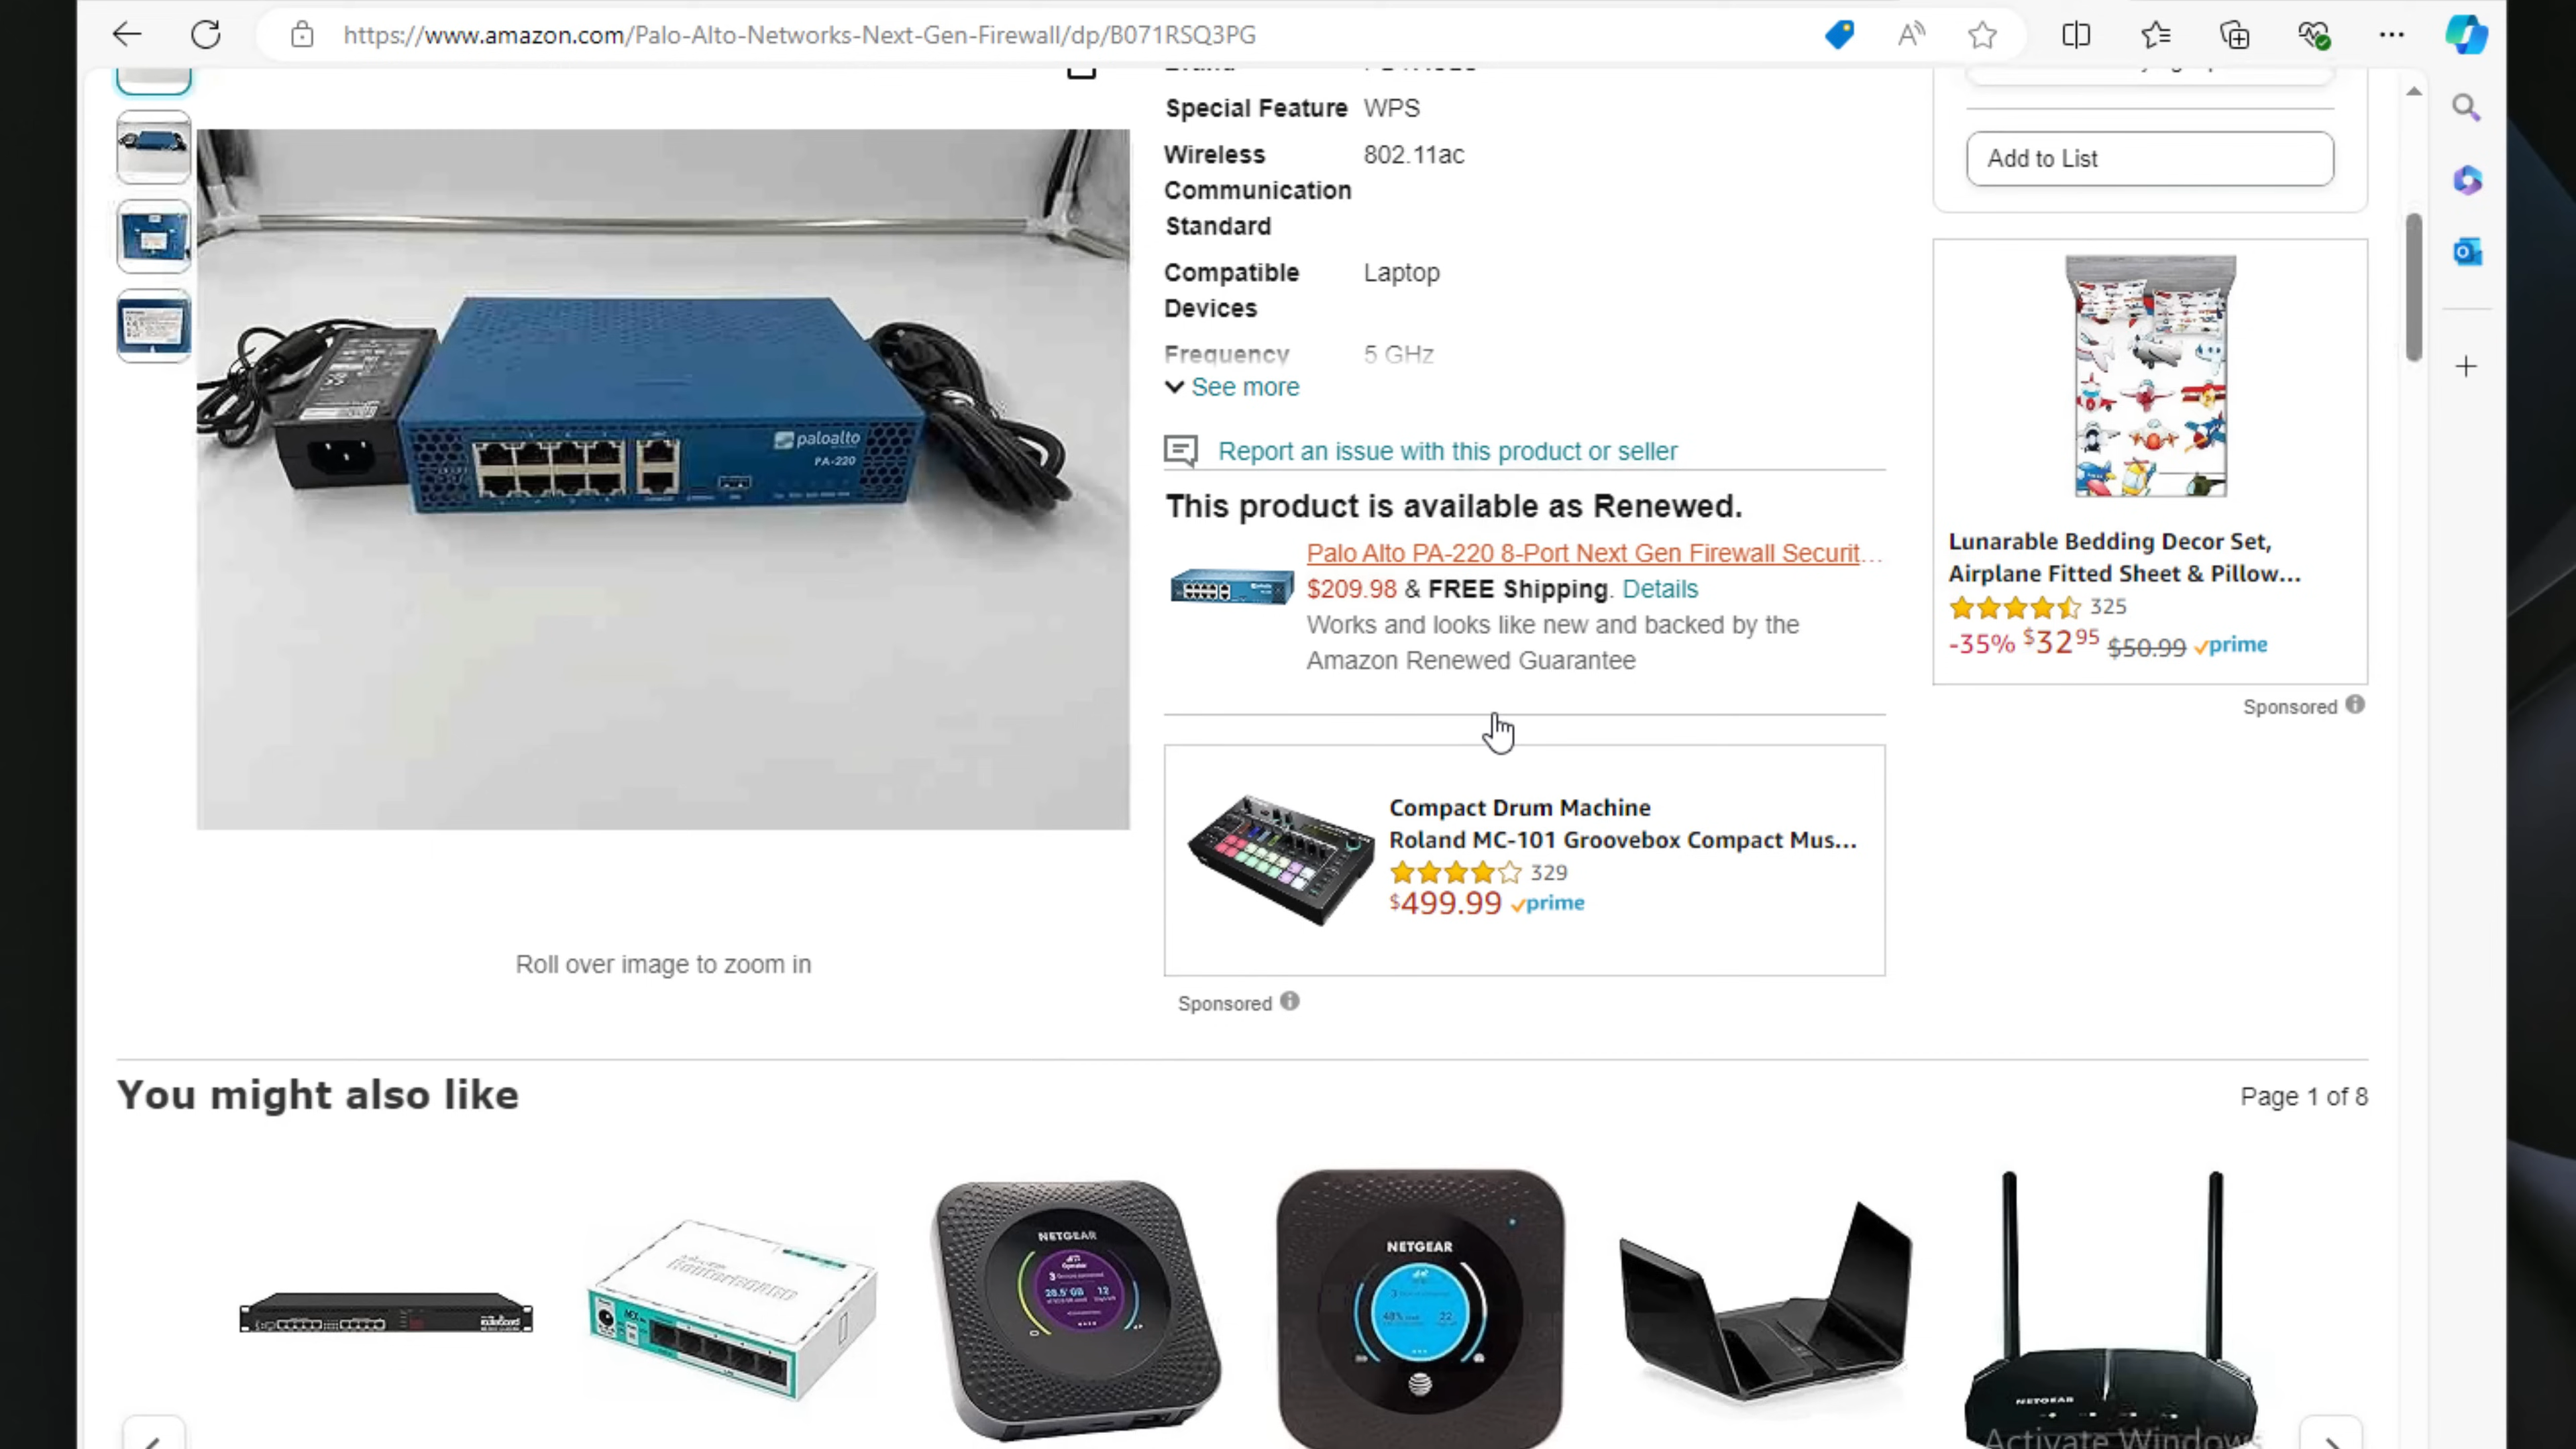 https://www.amazon.com/Palo-Alto-Networks-Next-Gen-Firewall/dp/B071RSQ3PG
Special Feature WPS
Wireless 802.11ac
Communication
Standard
Compatible Laptop
Devices
Frequency 5 GHz
See more
Report an issue with this product or seller
This product is available as Renewed.
Palo Alto PA-220 8-Port Next Gen Firewall Securit...
$209.98 & FREE Shipping. Details
Works and looks like new and backed by the
Amazon Renewed Guarantee
Compact Drum Machine
Roland MC-101 Groovebox Compact Mus...
329
$499.99 prime
Sponsored
Add to List
Lunarable Bedding Decor Set,
Airplane Fitted Sheet & Pillow...
325
-35% $32 95 $50.99 prime
Sponsored
paloalto
PA-220
Roll over image to zoom in
You might also like
Page 1 of 8
NETGEAR
NETGEAR
NETGEAR
Activate Windows